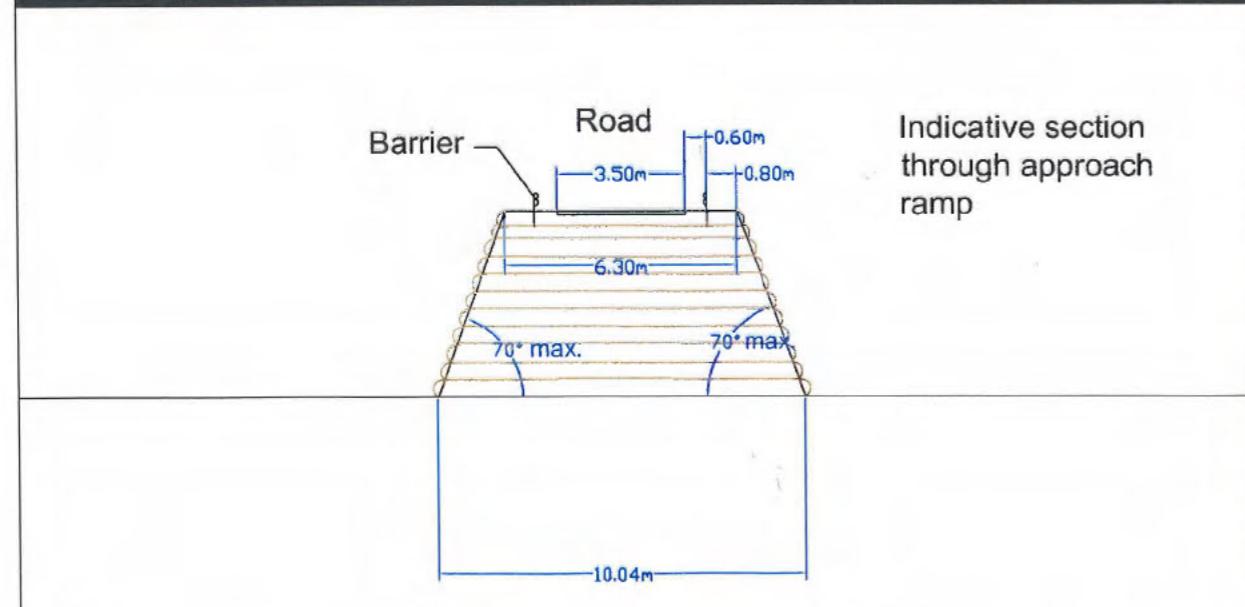 Road
Barrier
0.60m
3.50m
0.80m
Indicative section
through approach
ramp
6.30m
70° max.
70° max.
10.04m